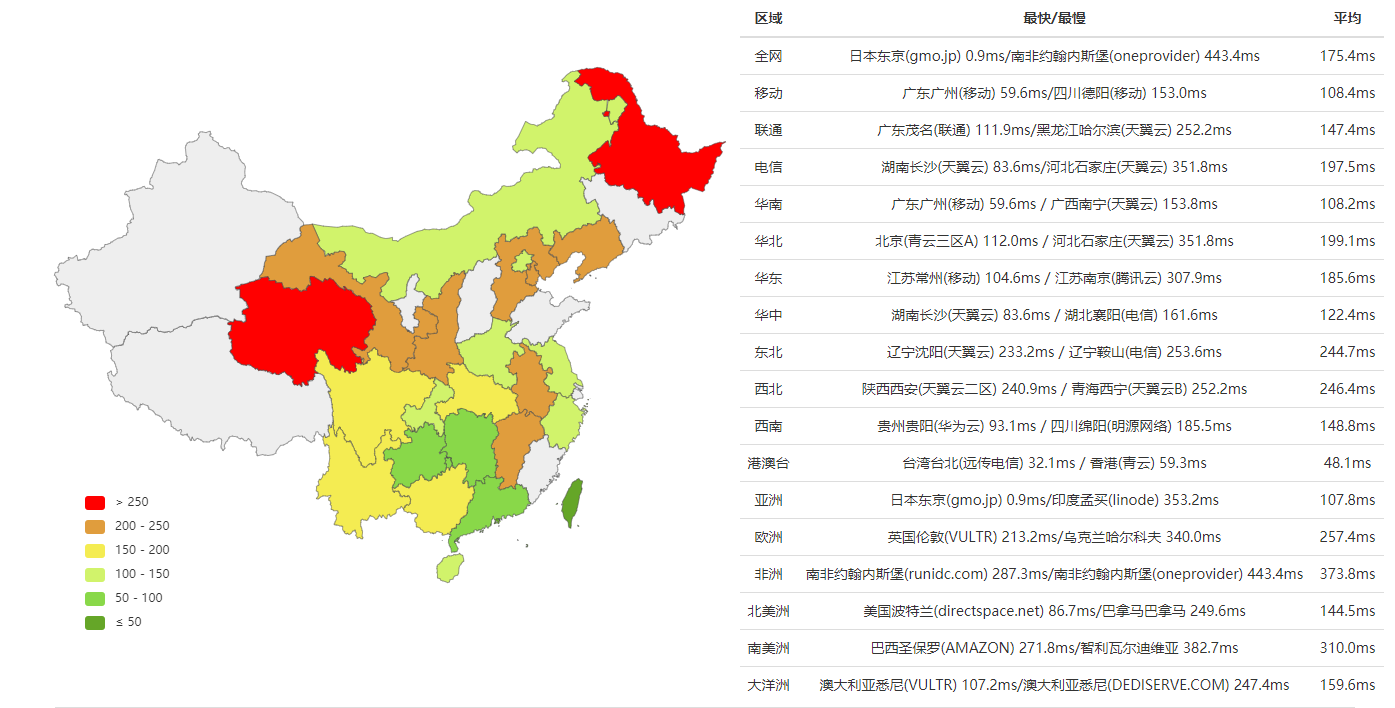 区域 最快/最慢 平均
全网 日本东京(gmo.jp) 0.9ms/南非约翰内斯堡(oneprovider) 443.4ms 175.4ms
移动 广东广州(移动) 59.6ms/四川德阳(移动) 153.0ms 108.4ms
联通 广东茂名(联通) 111.9ms/黑龙江哈尔滨(天翼云) 252.2ms 147.4ms
电信 湖南长沙(天翼云) 83.6ms/河北石家庄(天翼云) 351.8ms 197.5ms
华南 广东广州(移动) 59.6ms / 广西南宁(天翼云) 153.8ms 108.2ms
华北 北京(青云三区A) 112.0ms / 河北石家庄(天翼云) 351.8ms 199.1ms
华东 江苏常州(移动) 104.6ms / 江苏南京(腾讯云) 307.9ms 185.6ms
华中 湖南长沙(天翼云) 83.6ms / 湖北襄阳(电信) 161.6ms 122.4ms
东北 辽宁沈阳(天翼云) 233.2ms / 辽宁鞍山(电信) 253.6ms 244.7ms
西北 陕西西安(天翼云二区) 240.9ms / 青海西宁(天翼云B) 252.2ms 246.4ms
西南 贵州贵阳(华为云) 93.1ms / 四川绵阳(明源网络) 185.5ms 148.8ms
港澳台 台湾台北(远传电信) 32.1ms / 香港(青云) 59.3ms 48.1ms
亚洲 日本东京(gmo.jp) 0.9ms/印度孟买(linode) 353.2ms 107.8ms
欧洲 英国伦敦(VULTR) 213.2ms/乌克兰哈尔科夫 340.0ms 257.4ms
非洲 南非约翰内斯堡(runidc.com) 287.3ms/南非约翰内斯堡(oneprovider) 443.4ms 373.8ms
北美洲 美国波特兰(directspace.net) 86.7ms/巴拿马巴拿马 249.6ms 144.5ms
南美洲 巴西圣保罗(AMAZON) 271.8ms/智利瓦尔迪维亚 382.7ms 310.0ms
大洋洲 澳大利亚悉尼(VULTR) 107.2ms/澳大利亚悉尼(DEDISERVE.COM) 247.4ms 159.6ms
> 250
200 - 250
150 - 200
100 - 150
50 - 100
≤ 50